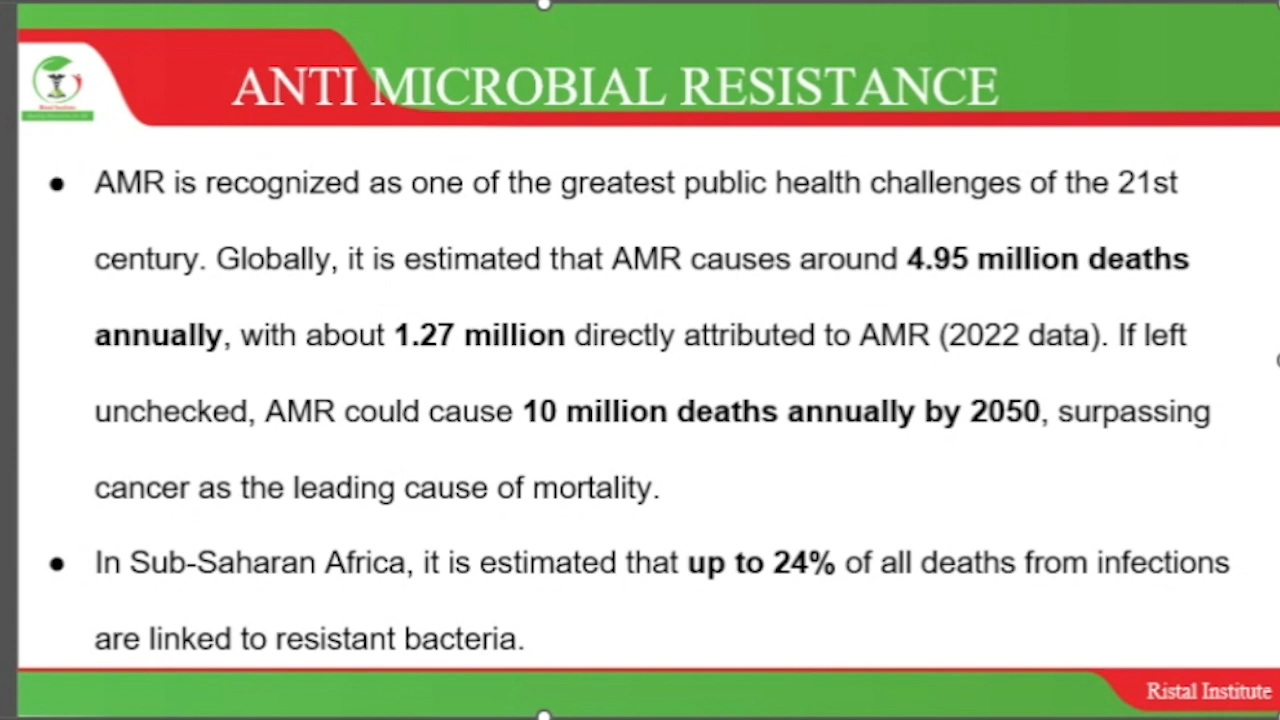 ANTI MICROBIAL RESISTANCE
Ristal Institute
● AMR is recognized as one of the greatest public health challenges of the 21st
century. Globally, it is estimated that AMR causes around 4.95 million deaths
annually, with about 1.27 million directly attributed to AMR (2022 data). If left
unchecked, AMR could cause 10 million deaths annually by 2050, surpassing
cancer as the leading cause of mortality.
● In Sub-Saharan Africa, it is estimated that up to 24% of all deaths from infections
are linked to resistant bacteria.
Ristal Institute